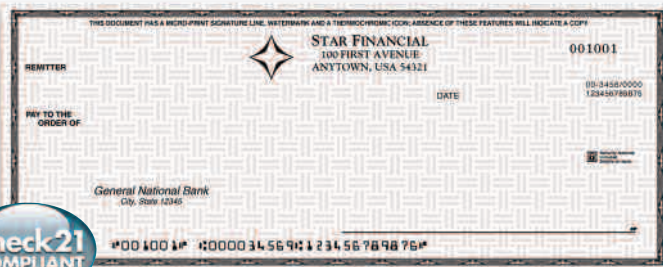 THIS DOCUMENT HAS A MICRO-PRINT SIGNATURE LINE, WATERMARK AND A THERMOCHROMIC ICON; ABSENCE OF THESE FEATURES WILL INDICATE A COPY
STAR FINANCIAL
100 FIRST AVENUE
ANYTOWN, USA 54321
001001
REMITTER
DATE
00-3456/0000
123456789876
PAY TO THE
ORDER OF
General National Bank
City, State 12345
⑈001001⑈ ⑆000034569⑆123456789876⑈
heck21
OMPLIANT